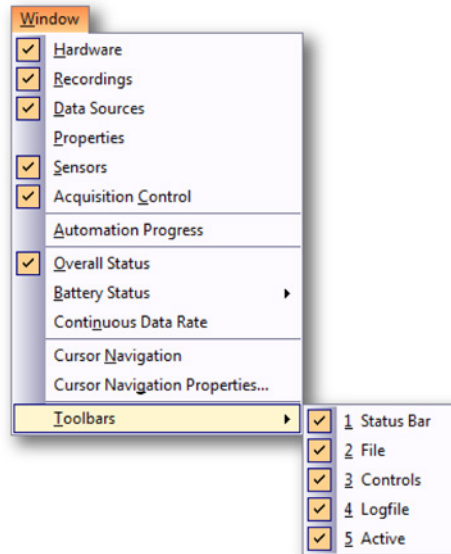 Window
Hardware
Recordings
Data Sources
Properties
Sensors
Acquisition Control
Automation Progress
Overall Status
Battery Status
Continuous Data Rate
Cursor Navigation
Cursor Navigation Properties...
Toolbars
1 Status Bar
2 File
3 Controls
4 Logfile
5 Active